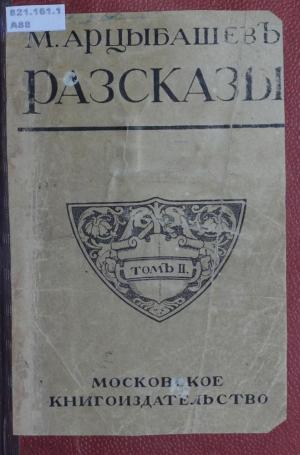 821.161.1
А88
М. АРЦЫБАШЕВЪ
РАЗСКАЗЫ
ТОМЪ II.
МОСКОВСКОЕ
КНИГОИЗДАТЕЛЬСТВО